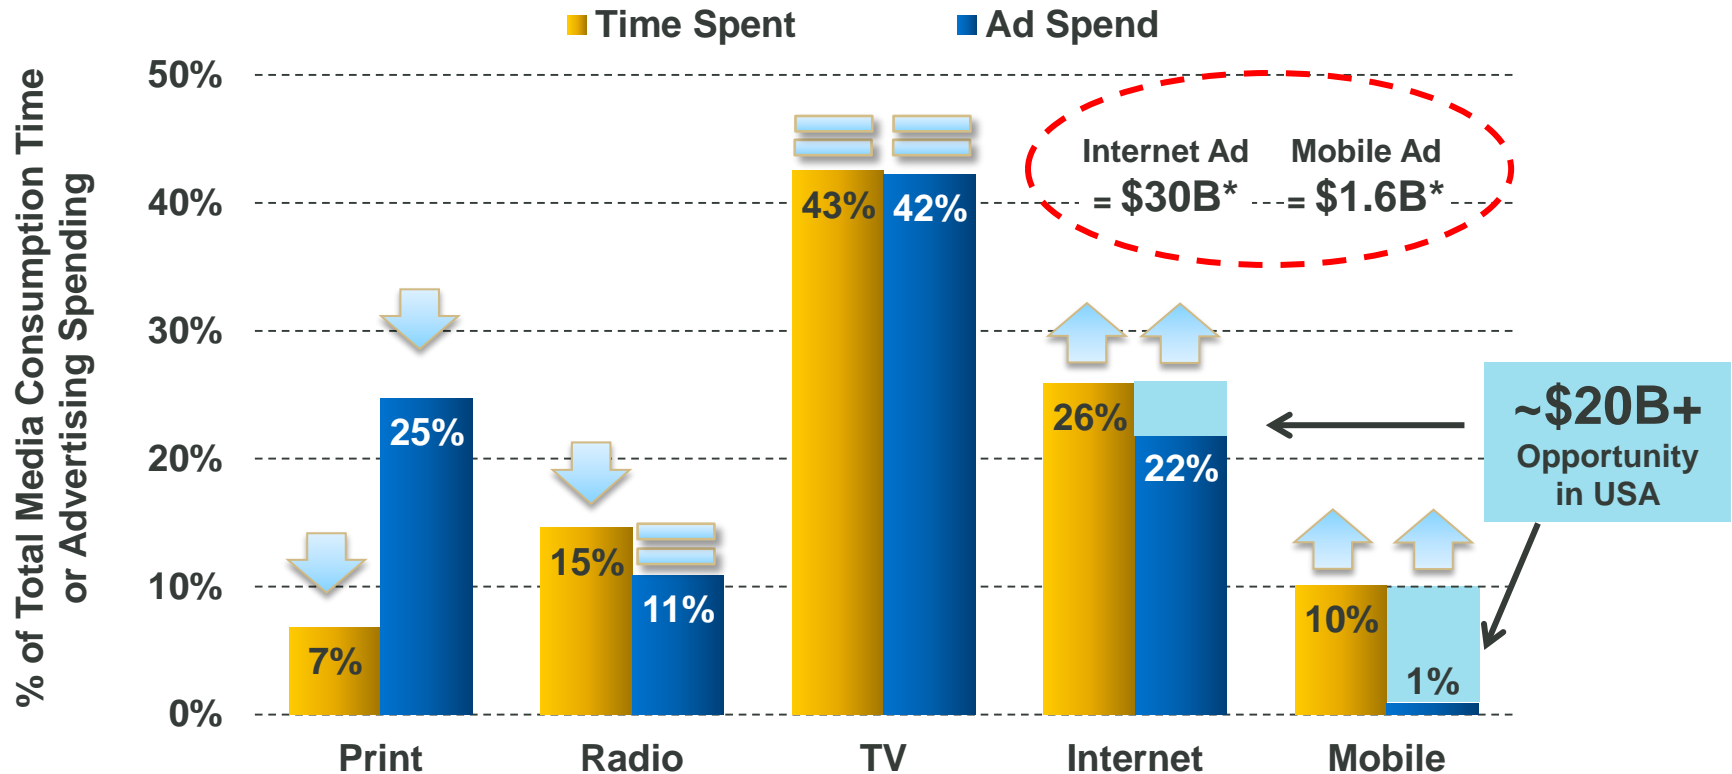 Time Spent
Ad Spend
% of Total Media Consumption Time
or Advertising Spending
50%
40%
30%
20%
10%
0%
Internet Ad
= $30B*
Mobile Ad
= $1.6B*
7%
25%
15%
11%
43%
42%
26%
22%
10%
1%
~$20B+
Opportunity
in USA
Print
Radio
TV
Internet
Mobile